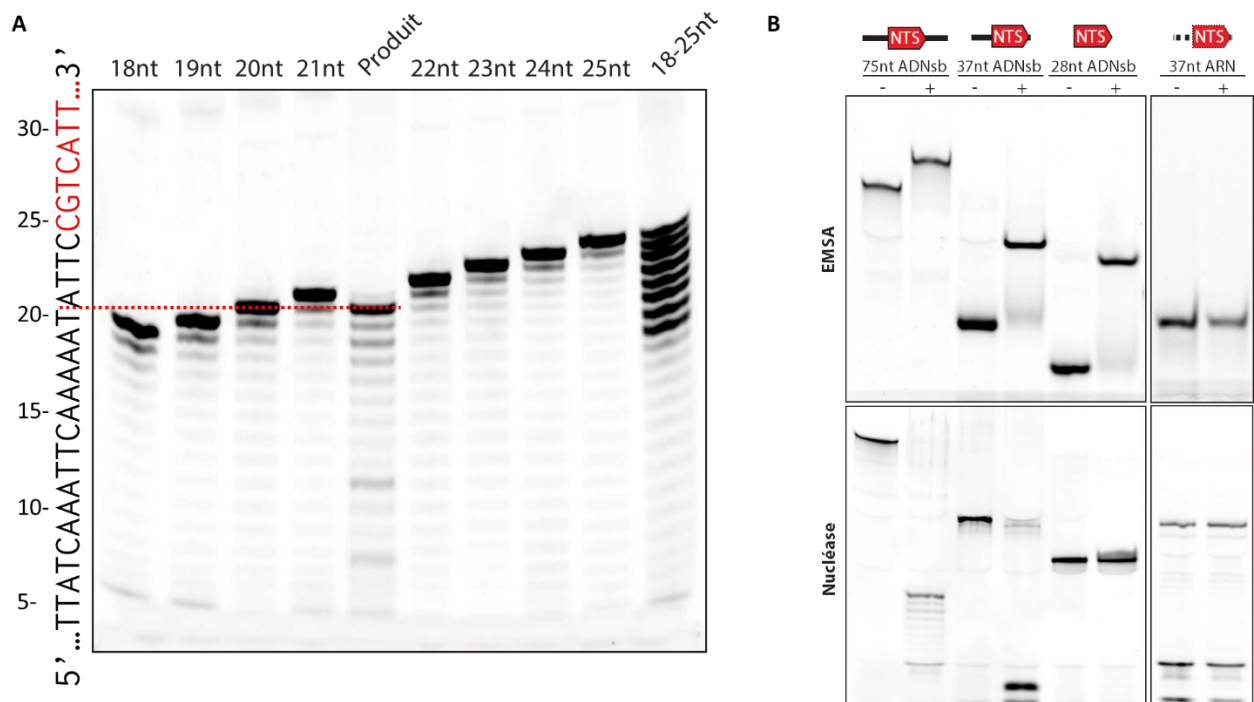 A
B
18nt 19nt 20nt 21nt Produit 22nt 23nt 24nt 25nt 18-25nt
30-
25-
20-
15-
10-
5-
5’ ...TTATCAAATTCAAAAATATTCCGTCATT...3’
NTS NTS NTS NTS
75nt ADNsb 37nt ADNsb 28nt ADNsb 37nt ARN
- + - + - + - +
EMSA
Nucléase